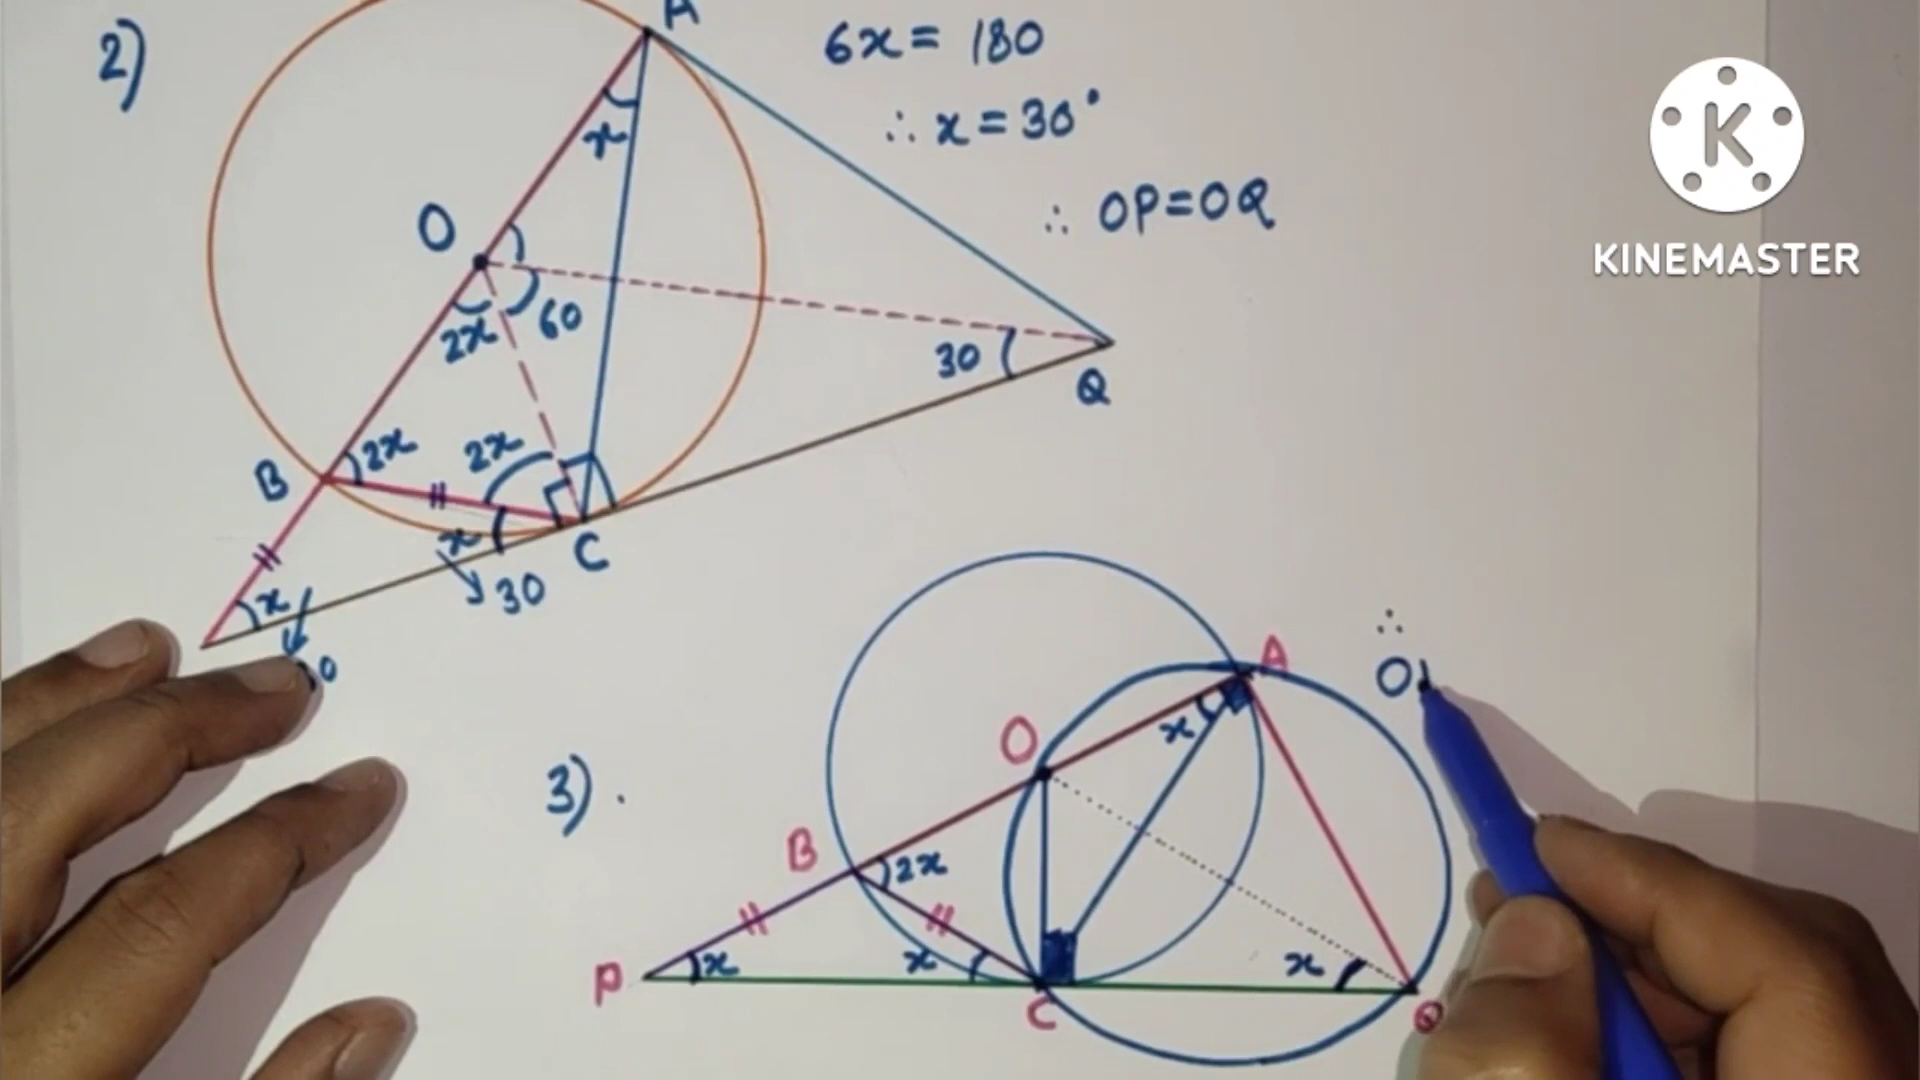 2)
A
6x = 180
∴ x = 30°
∴ OP = OQ
K
KINEMASTER
x
O
2x
60
30
Q
B
2x
2x
x
C
30
x
∴
A
O
3) .
O
x
B
2x
P
x
x
x
C
Q